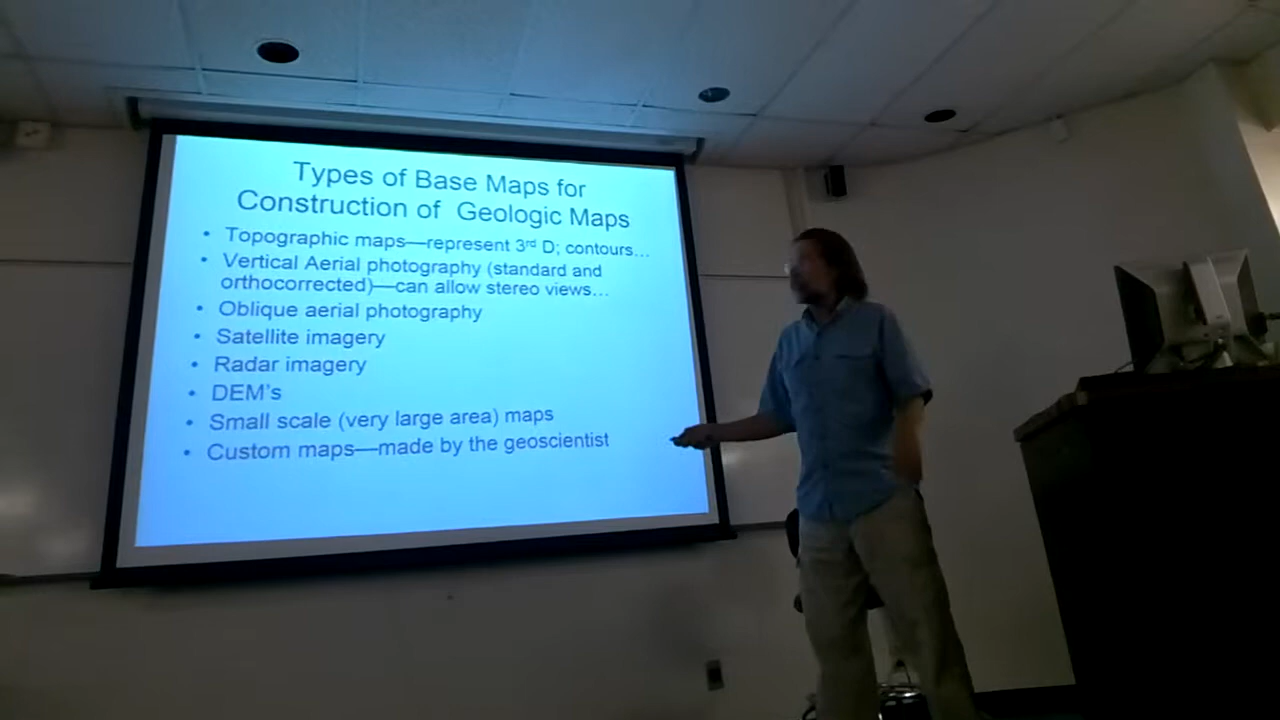 Types of Base Maps for
Construction of Geologic Maps
• Topographic maps—represent 3rd D; contours…
• Vertical Aerial photography (standard and
orthocorrected)—can allow stereo views…
• Oblique aerial photography
• Satellite imagery
• Radar imagery
• DEM's
• Small scale (very large area) maps
• Custom maps—made by the geoscientist